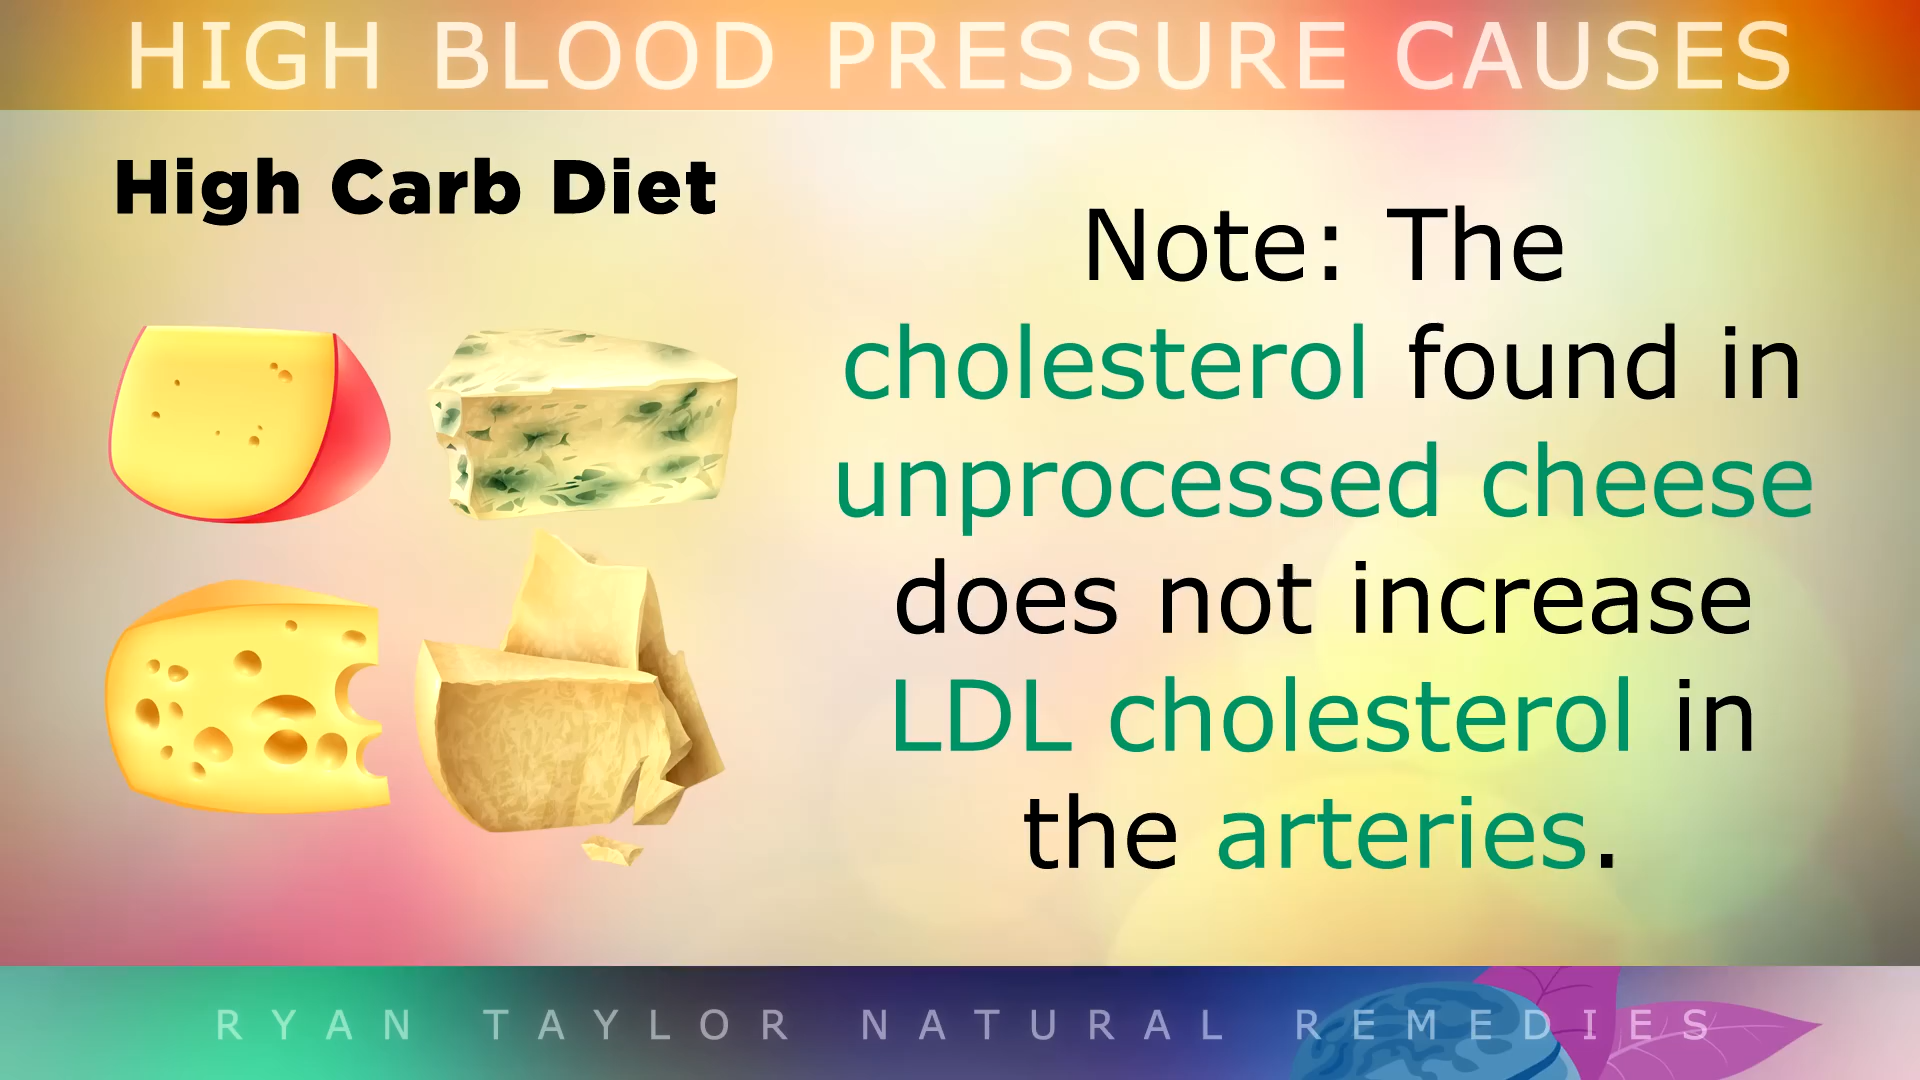 HIGH BLOOD PRESSURE CAUSES
High Carb Diet
Note: The
cholesterol found in
unprocessed cheese
does not increase
LDL cholesterol in
the arteries.
RYAN TAYLOR NATURAL REMEDIES